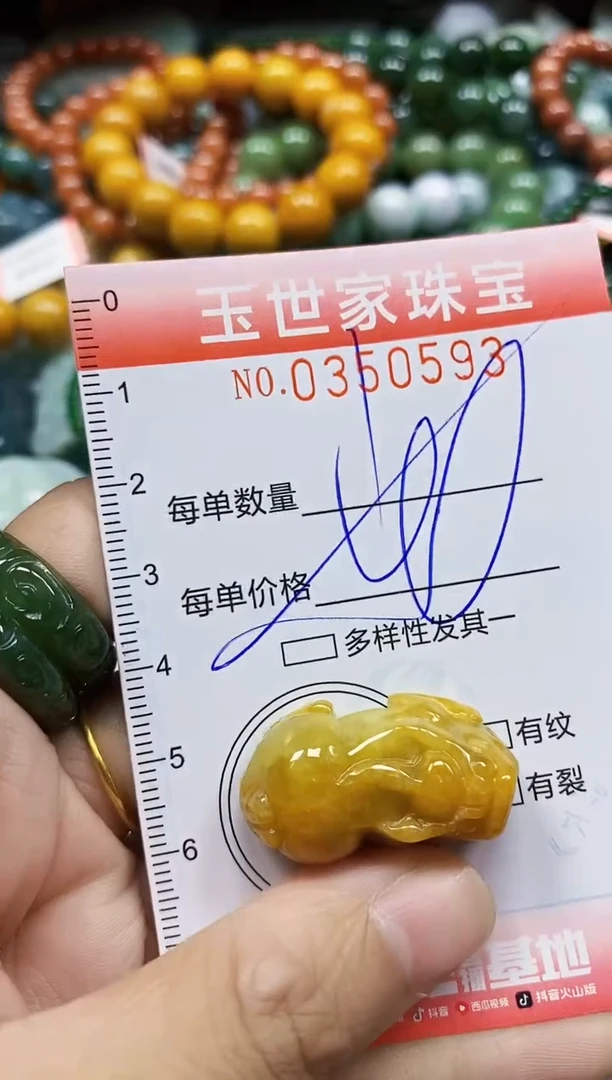 玉世家珠宝
NO.0350593
0
1
每单数量
2
每单价格
3
多样性发其一
4
有纹
5
有裂
6
基地
抖音 西瓜视频 抖音火山版